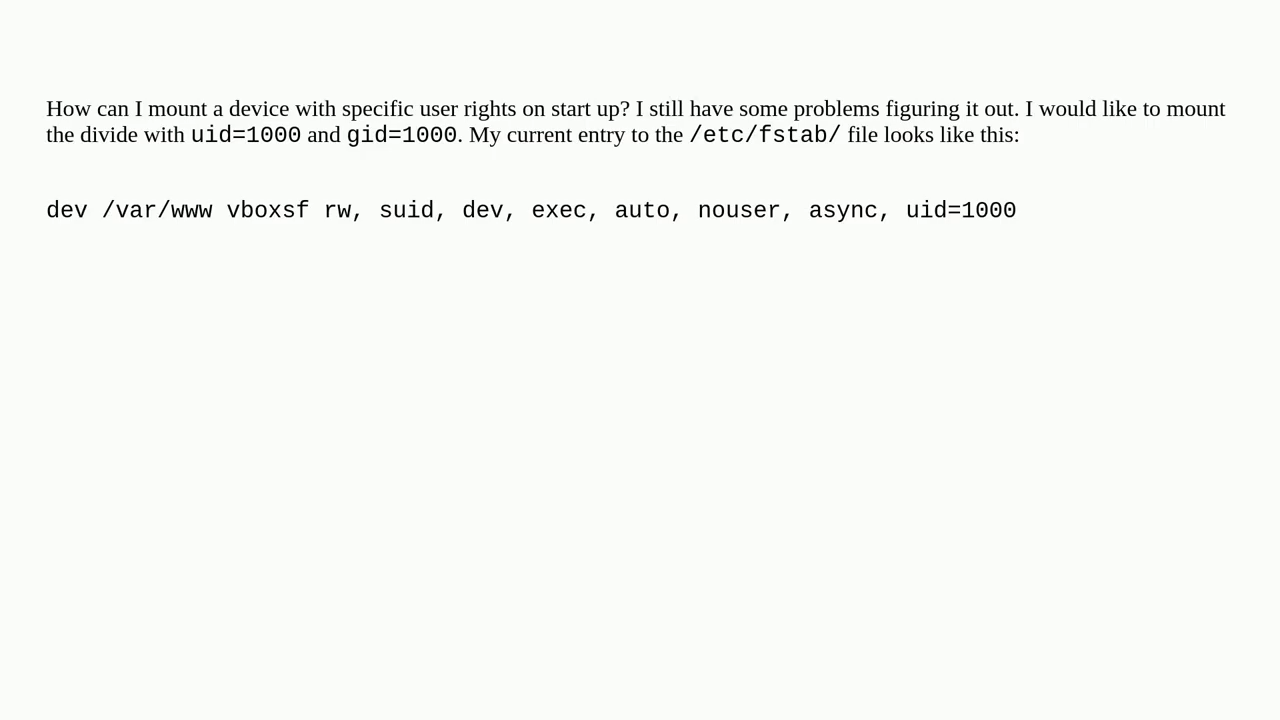 How can I mount a device with specific user rights on start up? I still have some problems figuring it out. I would like to mount
the divide with uid=1000 and gid=1000. My current entry to the /etc/fstab/ file looks like this:
dev /var/www vboxsf rw, suid, dev, exec, auto, nouser, async, uid=1000